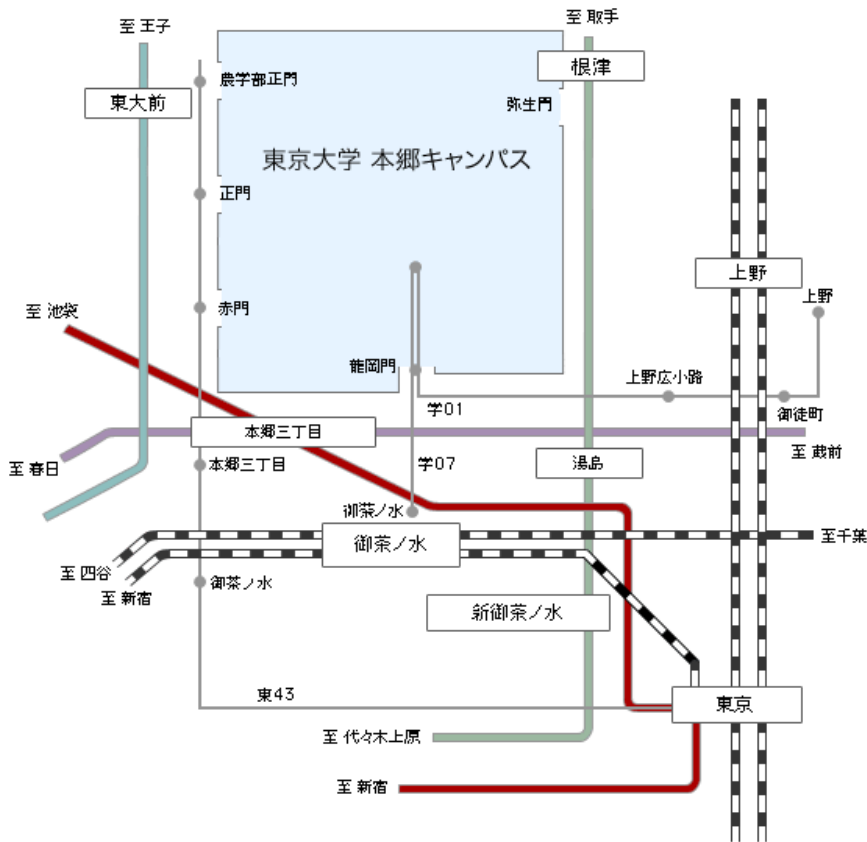 至 王子
至 取手
根津
農学部正門
東大前
弥生門
東京大学 本郷キャンパス
正門
上野
上野
至 池袋
赤門
龍岡門
上野広小路
学01
御徒町
本郷三丁目
至 蔵前
至 春日
本郷三丁目
学07
湯島
御茶ノ水
御茶ノ水
至千葉
至 四谷
至 新宿
御茶ノ水
新御茶ノ水
東43
東京
至 代々木上原
至 新宿